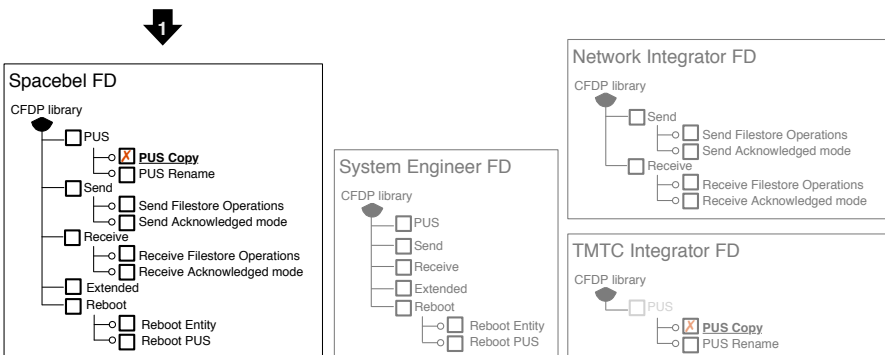 1
Spacebel FD
CFDP library
PUS
PUS Copy
PUS Rename
Send
Send Filestore Operations
Send Acknowledged mode
Receive
Receive Filestore Operations
Receive Acknowledged mode
Extended
Reboot
Reboot Entity
Reboot PUS
System Engineer FD
CFDP library
PUS
Send
Receive
Extended
Reboot
Reboot Entity
Reboot PUS
Network Integrator FD
CFDP library
Send
Send Filestore Operations
Send Acknowledged mode
Receive
Receive Filestore Operations
Receive Acknowledged mode
TMTC Integrator FD
CFDP library
PUS
PUS Copy
PUS Rename